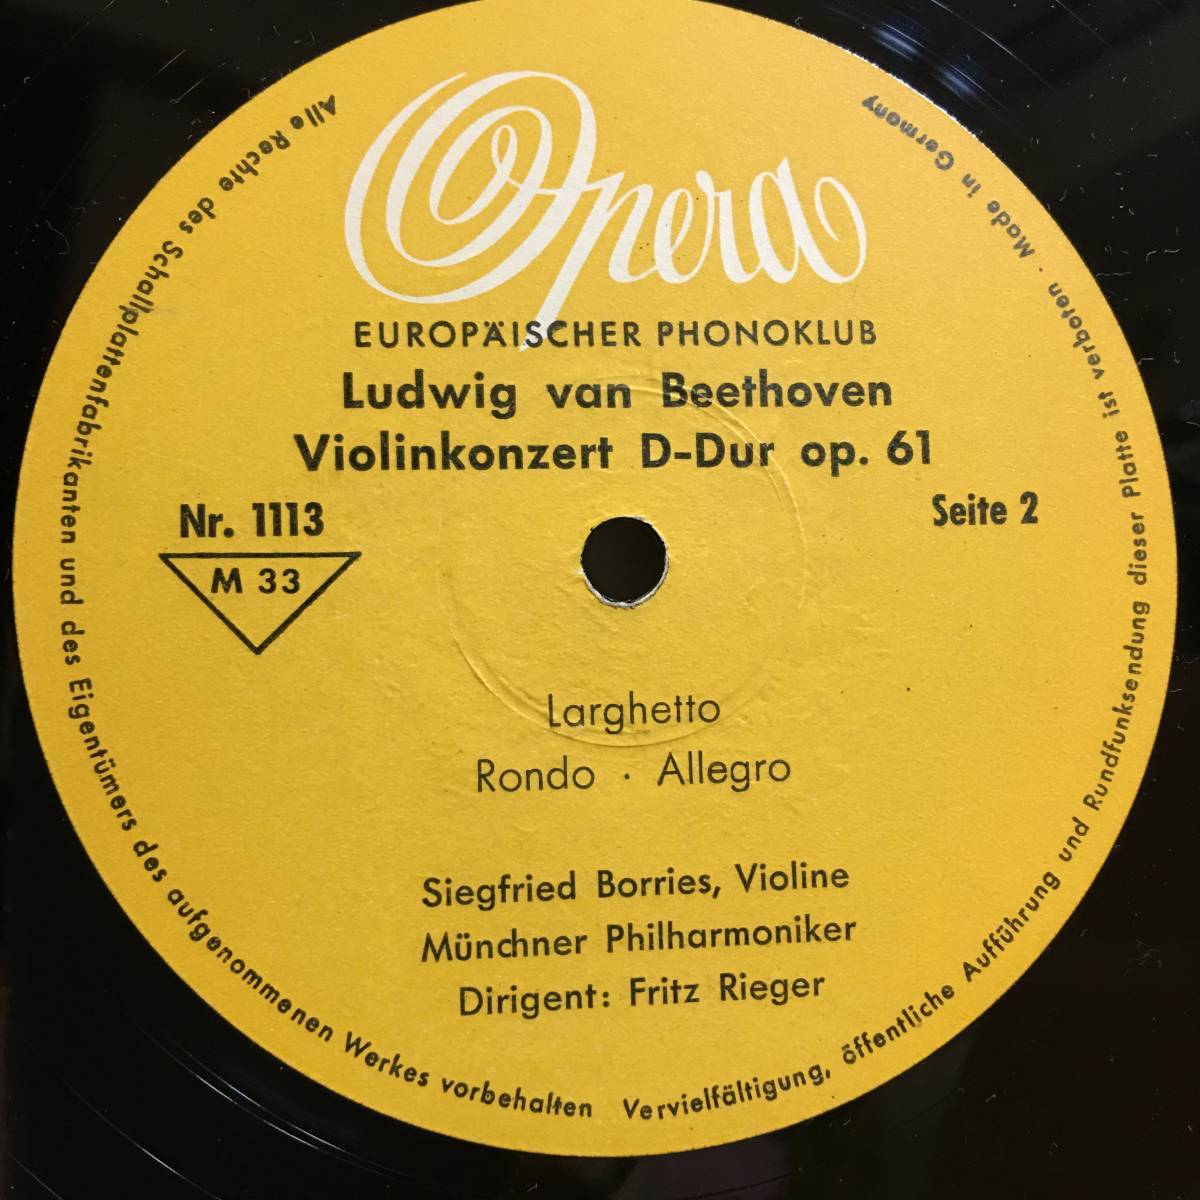 Opera
EUROPÄISCHER PHONOKLUB
Ludwig van Beethoven
Violinkonzert D-Dur op. 61
Nr. 1113
Seite 2
M 33
Larghetto
Rondo · Allegro
Siegfried Borries, Violine
Münchner Philharmoniker
Dirigent: Fritz Rieger
Alle Rechte des Schallplattenfabrikanten und des Eigentümers des aufgenommenen Werkes vorbehalten
Vervielfältigung, öffentliche Aufführung und Rundfunksendung dieser Platte ist verboten · Made in Germany